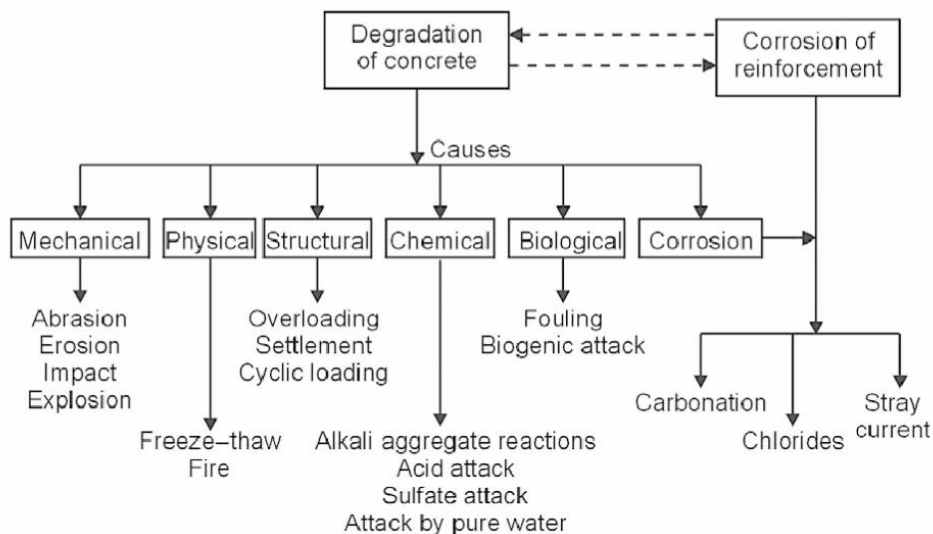 Degradation
of concrete
Corrosion of
reinforcement
Causes
Mechanical
Physical
Structural
Chemical
Biological
Corrosion
Abrasion
Erosion
Impact
Explosion
Overloading
Settlement
Cyclic loading
Fouling
Biogenic attack
Freeze–thaw
Fire
Alkali aggregate reactions
Acid attack
Sulfate attack
Attack by pure water
Carbonation
Chlorides
Stray
current